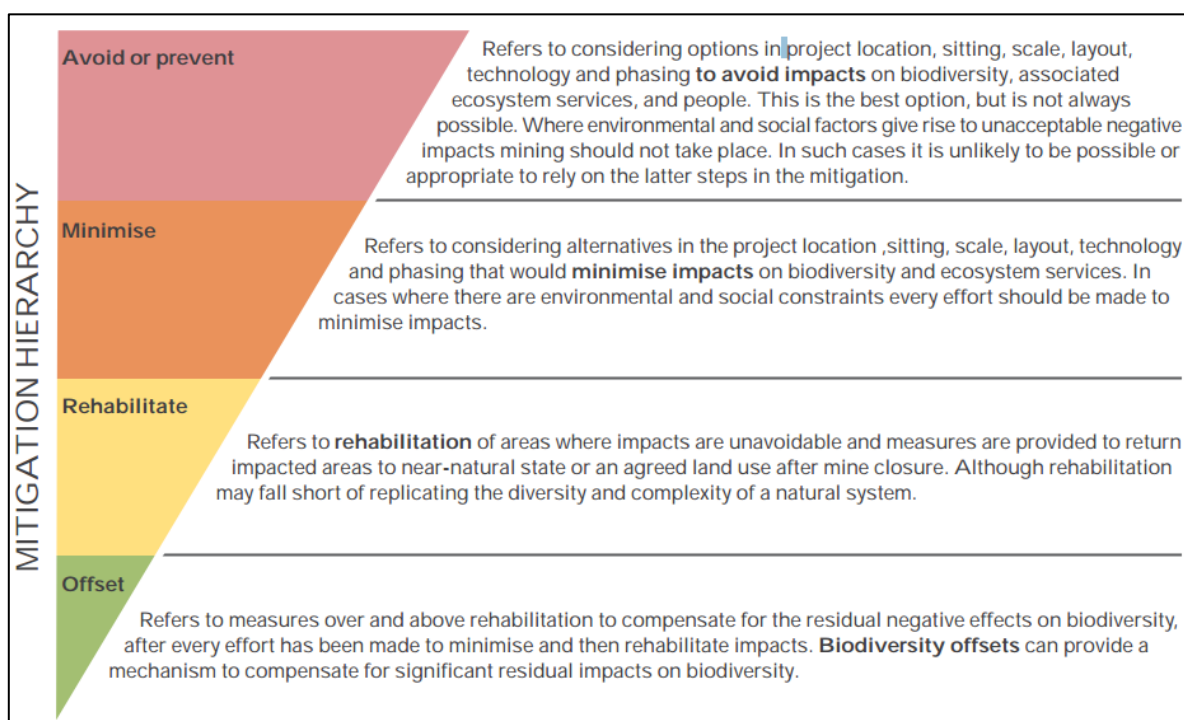 MITIGATION HIERARCHY
Avoid or prevent
Refers to considering options in project location, sitting, scale, layout,
technology and phasing to avoid impacts on biodiversity, associated
ecosystem services, and people. This is the best option, but is not always
possible. Where environmental and social factors give rise to unacceptable negative
impacts mining should not take place. In such cases it is unlikely to be possible or
appropriate to rely on the latter steps in the mitigation.
Minimise
Refers to considering alternatives in the project location ,sitting, scale, layout, technology
and phasing that would minimise impacts on biodiversity and ecosystem services. In
cases where there are environmental and social constraints every effort should be made to
minimise impacts.
Rehabilitate
Refers to rehabilitation of areas where impacts are unavoidable and measures are provided to return
impacted areas to near-natural state or an agreed land use after mine closure. Although rehabilitation
may fall short of replicating the diversity and complexity of a natural system.
Offset
Refers to measures over and above rehabilitation to compensate for the residual negative effects on biodiversity,
after every effort has been made to minimise and then rehabilitate impacts. Biodiversity offsets can provide a
mechanism to compensate for significant residual impacts on biodiversity.